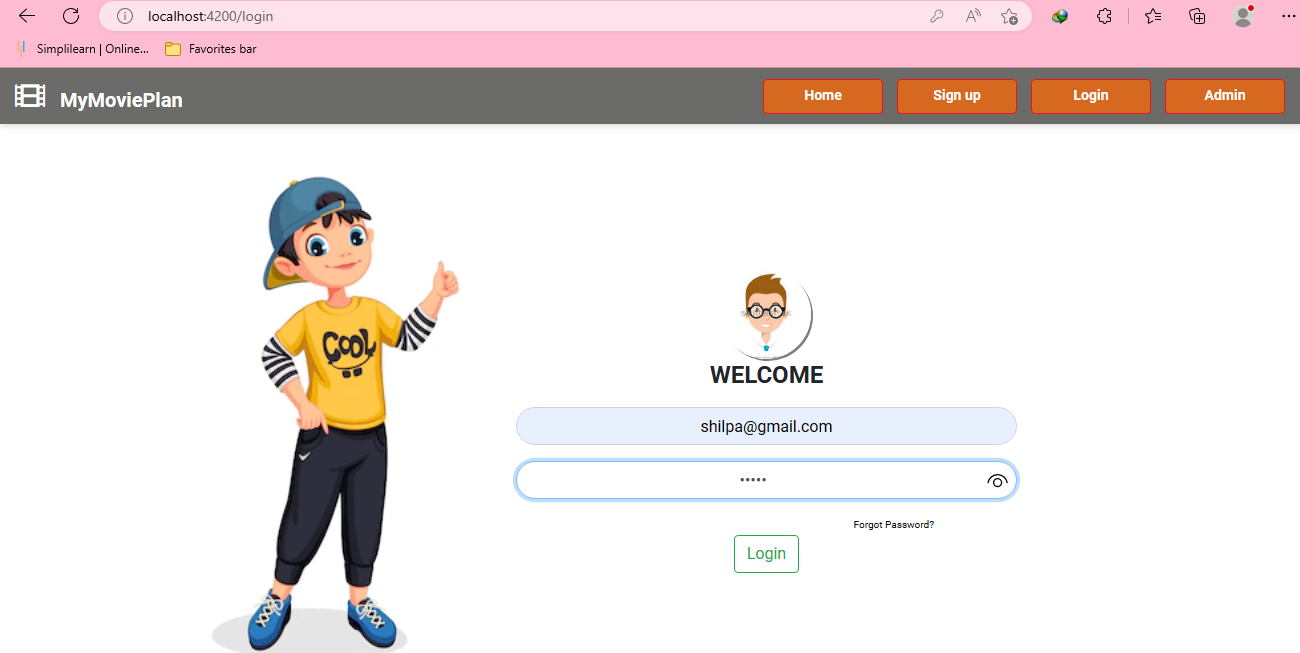 localhost:4200/login
Simplilearn | Online... Favorites bar
MyMoviePlan Home Sign up Login Admin
COOL
WELCOME
shilpa@gmail.com
•••••
Forgot Password?
Login